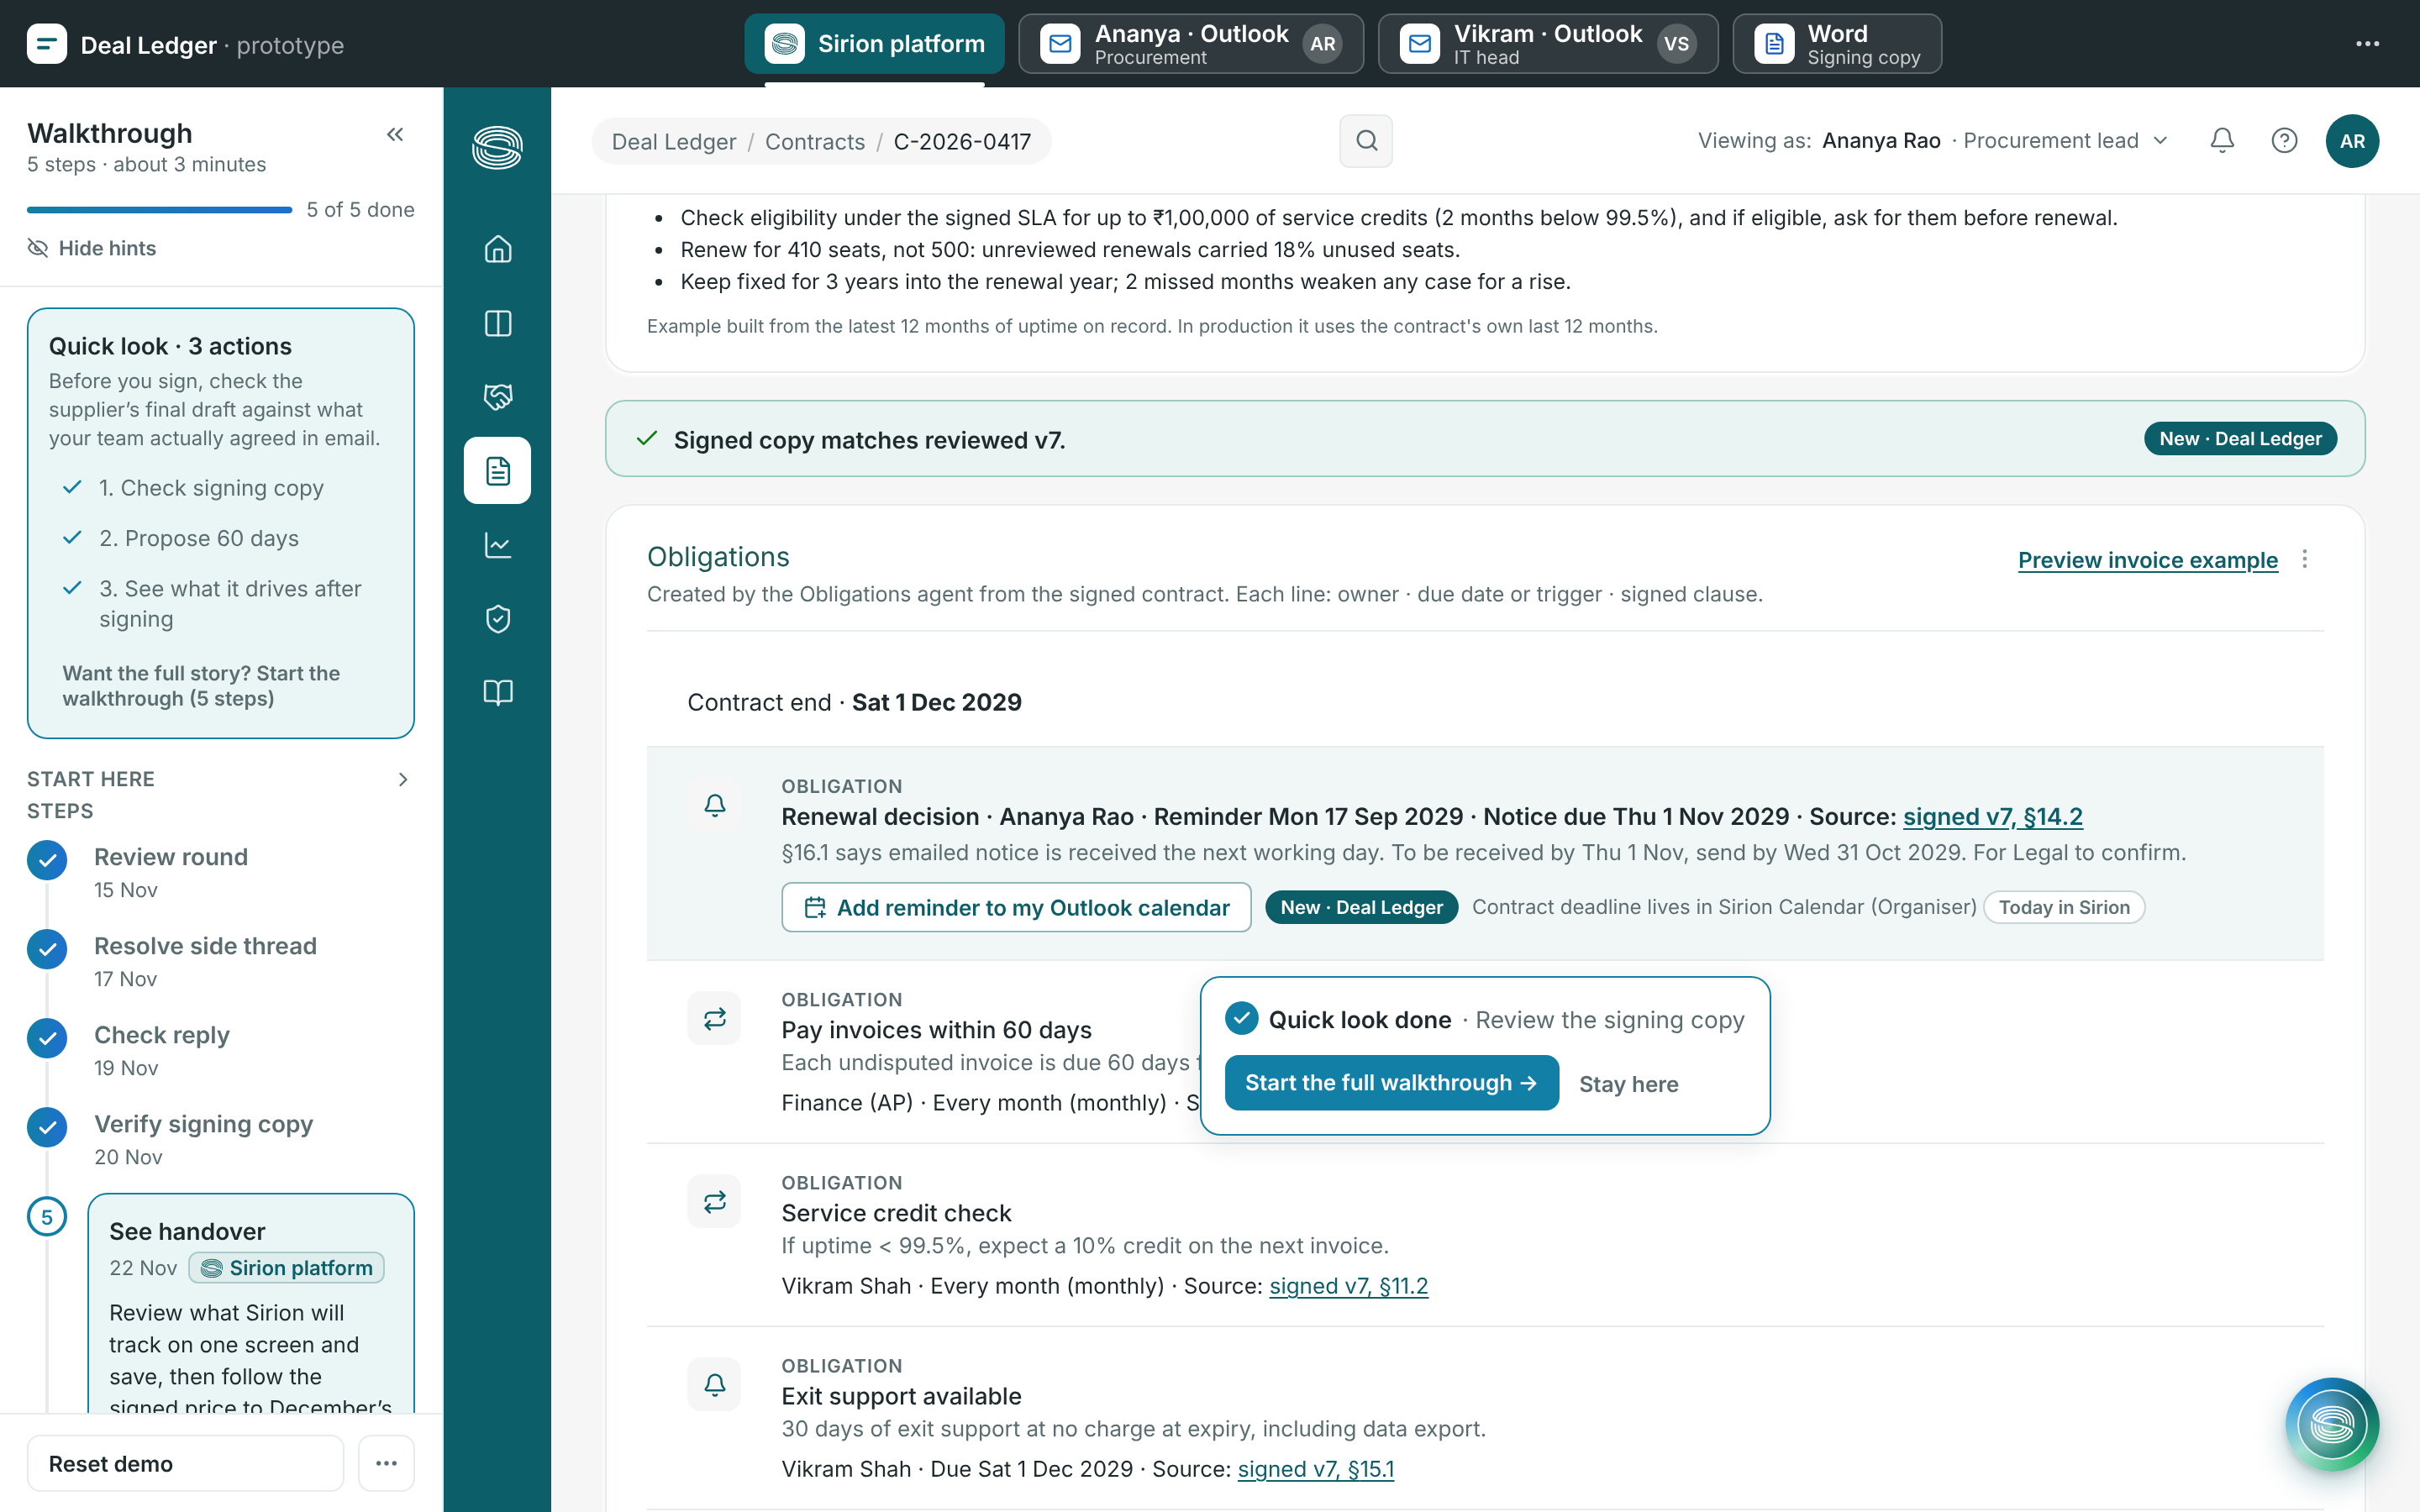 Deal Ledger · prototype
Sirion platform
Ananya · Outlook
Procurement
AR
Vikram · Outlook
IT head
VS
Word
Signing copy
Walkthrough
5 steps · about 3 minutes
5 of 5 done
Hide hints
Quick look · 3 actions
Before you sign, check the
supplier’s final draft against what
your team actually agreed in email.
1. Check signing copy
2. Propose 60 days
3. See what it drives after
signing
Want the full story? Start the
walkthrough (5 steps)
START HERE
STEPS
Review round
15 Nov
Resolve side thread
17 Nov
Check reply
19 Nov
Verify signing copy
20 Nov
5
See handover
22 Nov
Sirion platform
Review what Sirion will
track on one screen and
save, then follow the
signed price to December’s
Reset demo
Deal Ledger / Contracts / C-2026-0417
Viewing as: Ananya Rao · Procurement lead
AR
• Check eligibility under the signed SLA for up to ₹1,00,000 of service credits (2 months below 99.5%), and if eligible, ask for them before renewal.
• Renew for 410 seats, not 500: unreviewed renewals carried 18% unused seats.
• Keep fixed for 3 years into the renewal year; 2 missed months weaken any case for a rise.
Example built from the latest 12 months of uptime on record. In production it uses the contract's own last 12 months.
Signed copy matches reviewed v7.
New · Deal Ledger
Obligations
Preview invoice example
Created by the Obligations agent from the signed contract. Each line: owner · due date or trigger · signed clause.
Contract end · Sat 1 Dec 2029
OBLIGATION
Renewal decision · Ananya Rao · Reminder Mon 17 Sep 2029 · Notice due Thu 1 Nov 2029 · Source: signed v7, §14.2
§16.1 says emailed notice is received the next working day. To be received by Thu 1 Nov, send by Wed 31 Oct 2029. For Legal to confirm.
Add reminder to my Outlook calendar
New · Deal Ledger
Contract deadline lives in Sirion Calendar (Organiser)
Today in Sirion
OBLIGATION
Pay invoices within 60 days
Each undisputed invoice is due 60 days
Finance (AP) · Every month (monthly) · S
Quick look done · Review the signing copy
Start the full walkthrough →
Stay here
OBLIGATION
Service credit check
If uptime < 99.5%, expect a 10% credit on the next invoice.
Vikram Shah · Every month (monthly) · Source: signed v7, §11.2
OBLIGATION
Exit support available
30 days of exit support at no charge at expiry, including data export.
Vikram Shah · Due Sat 1 Dec 2029 · Source: signed v7, §15.1